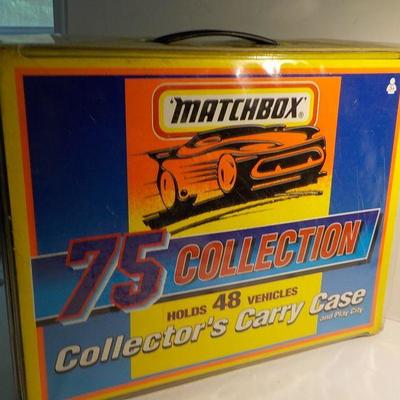 "MATCHBOX"®
75 COLLECTION
HOLDS 48 VEHICLES
Collector's Carry Case
and Play City